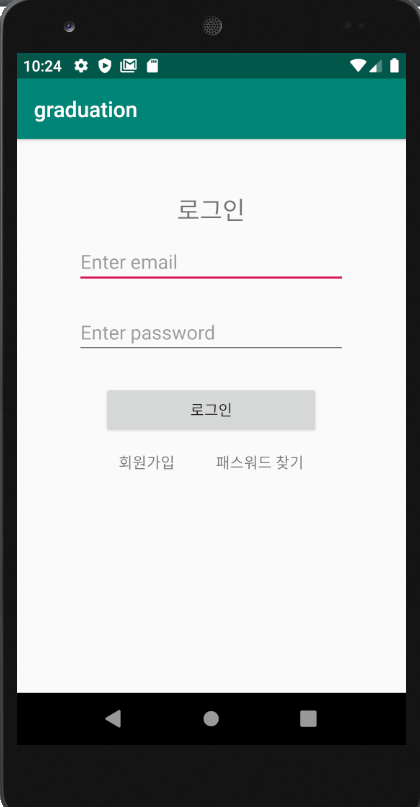 10:24
graduation
로그인
Enter email
Enter password
로그인
회원가입 패스워드 찾기